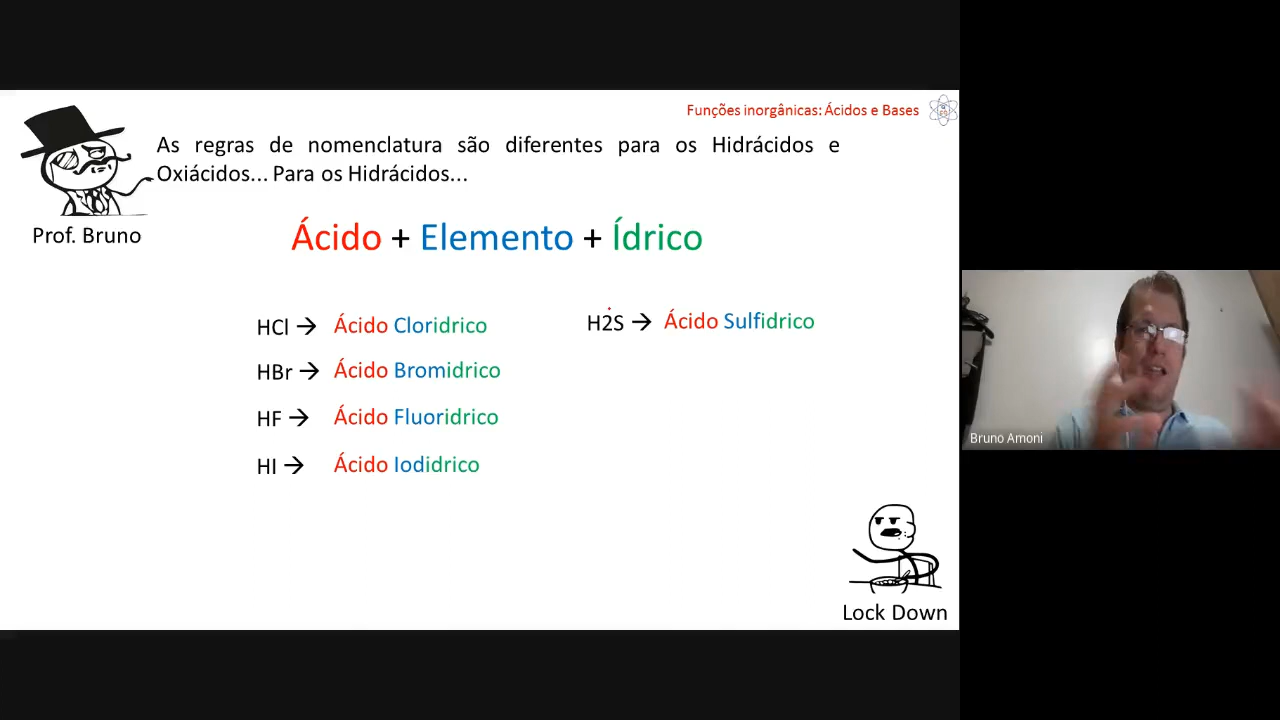 Funções inorgânicas: Ácidos e Bases
As regras de nomenclatura são diferentes para os Hidrácidos e
Oxiácidos... Para os Hidrácidos...
Prof. Bruno
Ácido + Elemento + Ídrico
HCl → Ácido Cloridrico
H2S → Ácido Sulfidrico
HBr → Ácido Bromidrico
HF → Ácido Fluoridrico
HI → Ácido Iodidrico
Bruno Amoni
Lock Down